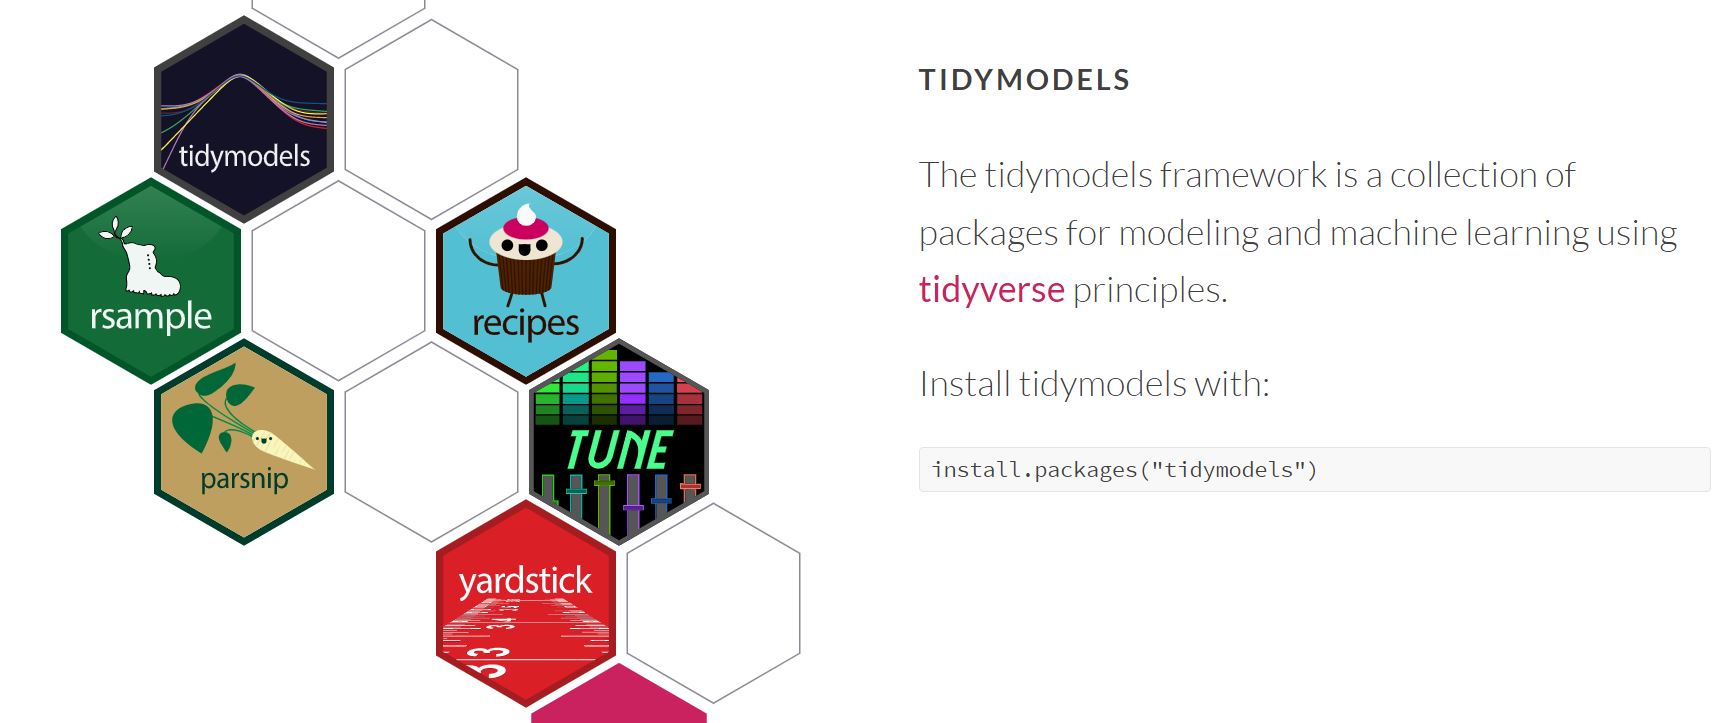 tidymodels
rsample
recipes
parsnip
TUNE
yardstick
TIDYMODELS
The tidymodels framework is a collection of
packages for modeling and machine learning using
tidyverse principles.
Install tidymodels with:
install.packages("tidymodels")